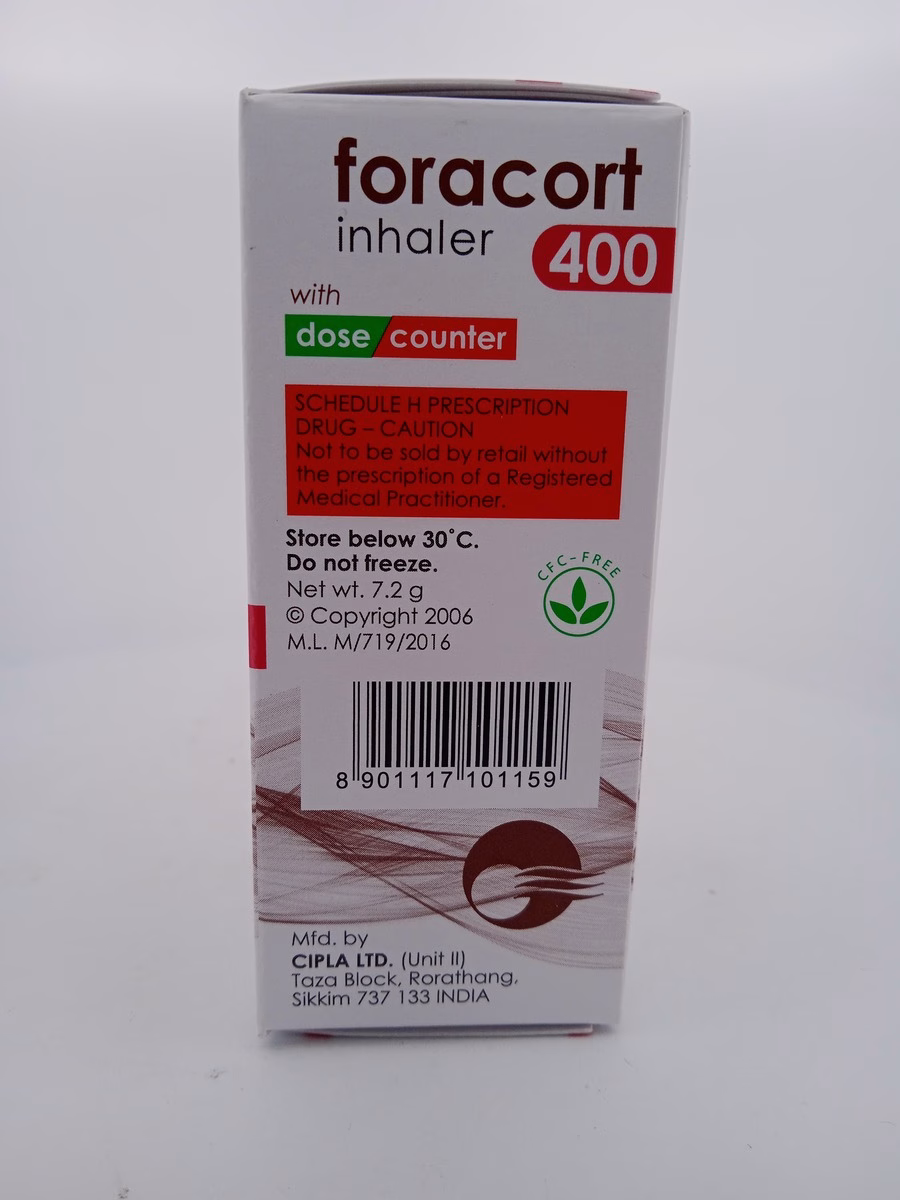 foracort
inhaler
400
with
dose/counter
SCHEDULE H PRESCRIPTION
DRUG – CAUTION
Not to be sold by retail without
the prescription of a Registered
Medical Practitioner.
Store below 30°C.
Do not freeze.
Net wt. 7.2 g
© Copyright 2006
M.L. M/719/2016
CFC-FREE
8 901117 101159
Mfd. by
CIPLA LTD. (Unit II)
Taza Block, Rorathang,
Sikkim 737 133 INDIA